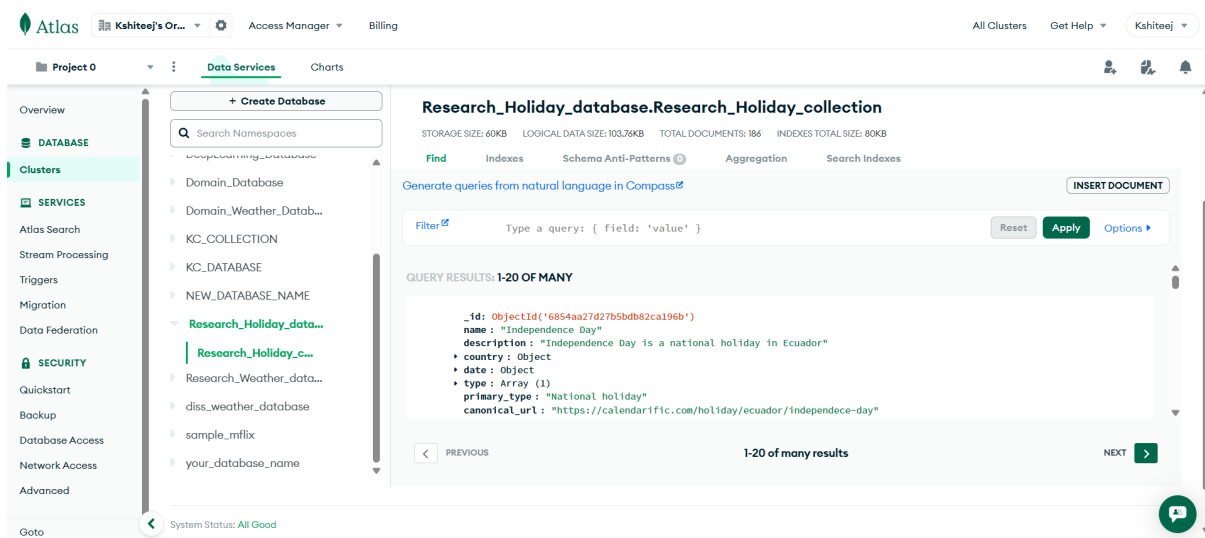 Atlas
Kshiteej's Or...
Access Manager
Billing
All Clusters
Get Help
Kshiteej
Project 0
Data Services
Charts
Overview
DATABASE
Clusters
SERVICES
Atlas Search
Stream Processing
Triggers
Migration
Data Federation
SECURITY
Quickstart
Backup
Database Access
Network Access
Advanced
Goto
+ Create Database
Search Namespaces
DeepLearning_Database
Domain_Database
Domain_Weather_Datab...
KC_COLLECTION
KC_DATABASE
NEW_DATABASE_NAME
Research_Holiday_data...
Research_Holiday_c...
Research_Weather_data...
diss_weather_database
sample_mflix
your_database_name
System Status: All Good
Research_Holiday_database.Research_Holiday_collection
STORAGE SIZE: 60KB LOGICAL DATA SIZE: 103.76KB TOTAL DOCUMENTS: 186 INDEXES TOTAL SIZE: 80KB
Find Indexes Schema Anti-Patterns 0 Aggregation Search Indexes
Generate queries from natural language in Compass
INSERT DOCUMENT
Filter
Type a query: { field: 'value' }
Reset
Apply
Options
QUERY RESULTS: 1-20 OF MANY
_id: ObjectId('6854aa27d27b5bdb82ca196b')
name : "Independence Day"
description : "Independence Day is a national holiday in Ecuador"
country : Object
date : Object
type : Array (1)
primary_type : "National holiday"
canonical_url : "https://calendarific.com/holiday/ecuador/independece-day"
PREVIOUS
1-20 of many results
NEXT